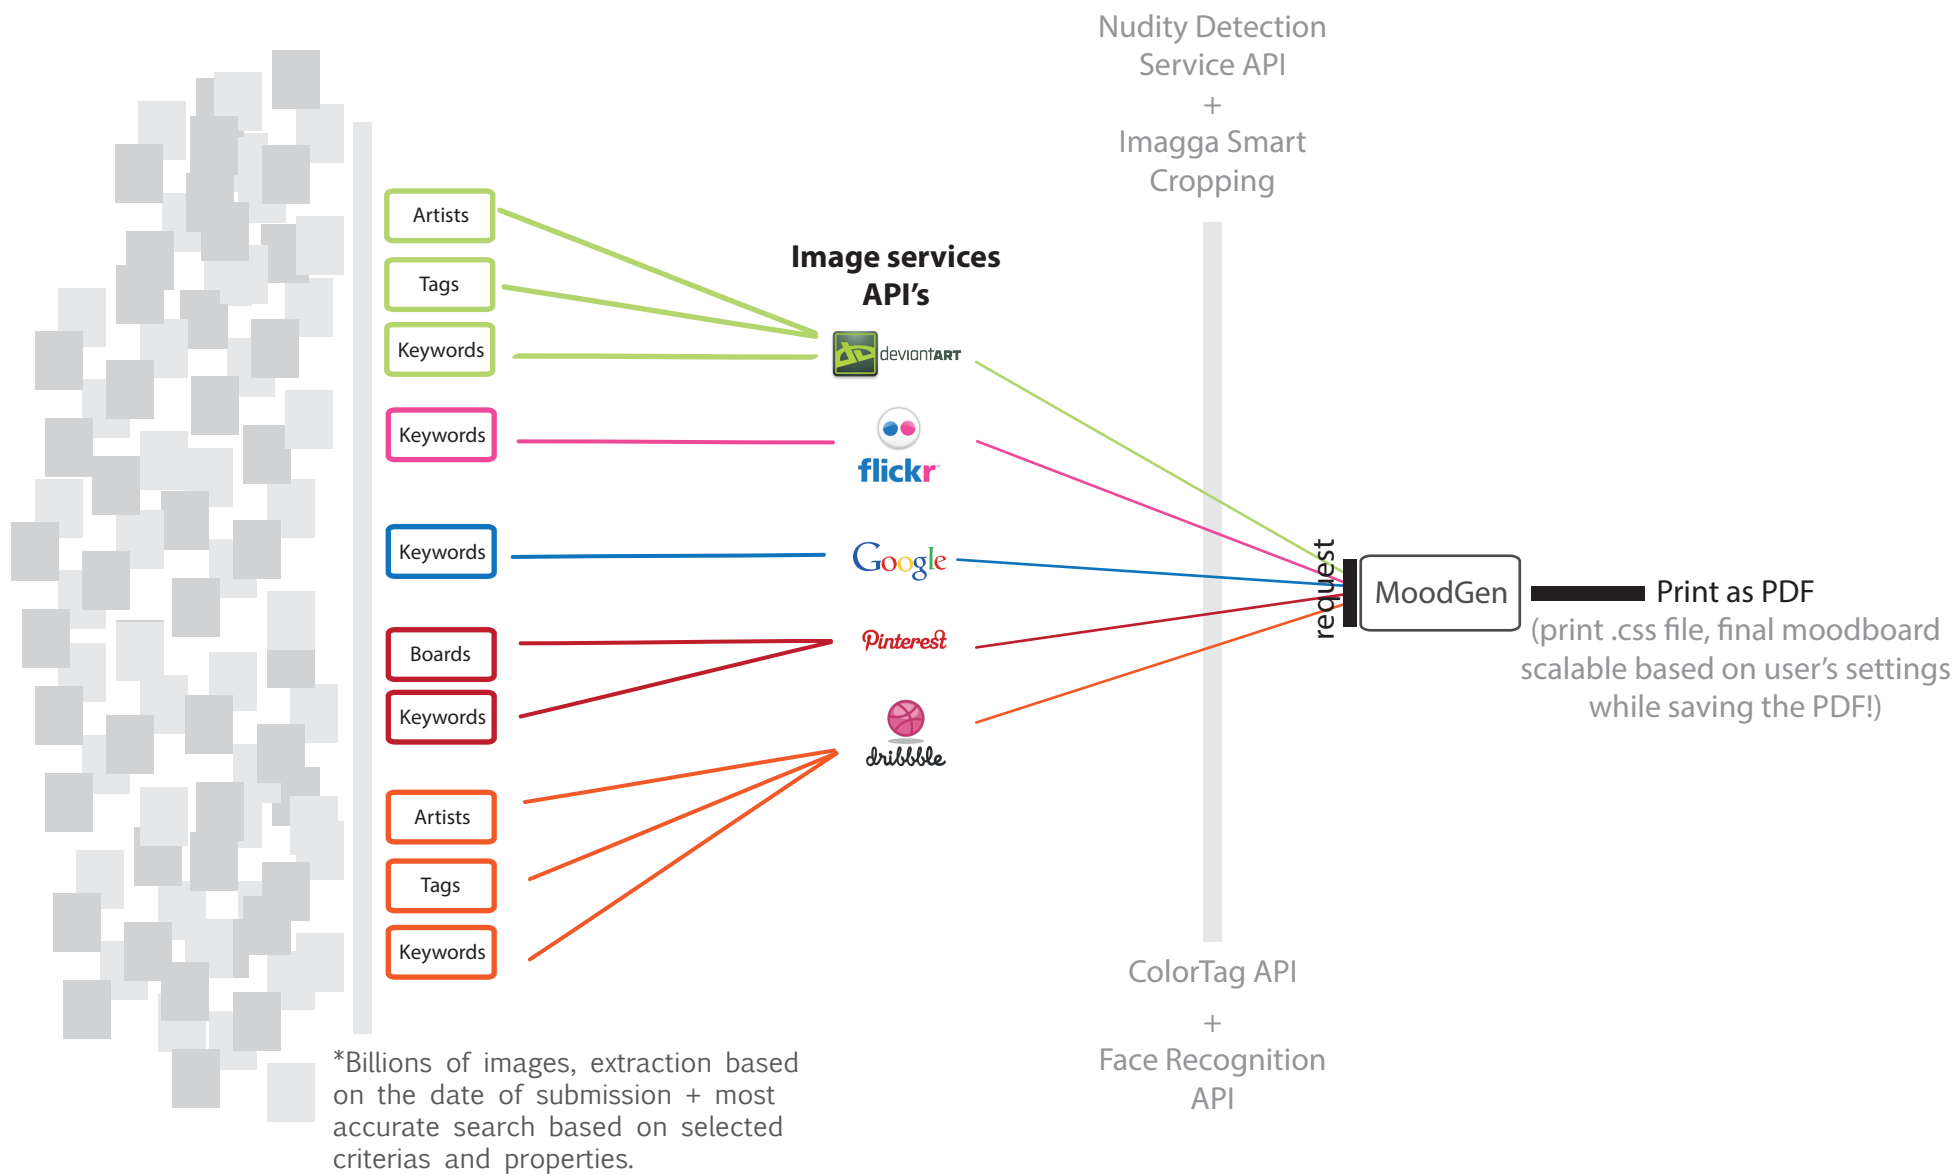 Nudity Detection
Service API
+
Imagga Smart
Cropping
Image services
API's
Artists
Tags
Keywords
deviantART
Keywords
flickr
Keywords
Google
Boards
Keywords
Pinterest
Artists
Tags
Keywords
dribbble
request
MoodGen
Print as PDF
(print .css file, final moodboard
scalable based on user's settings
while saving the PDF!)
ColorTag API
+
Face Recognition
API
*Billions of images, extraction based
on the date of submission + most
accurate search based on selected
criterias and properties.